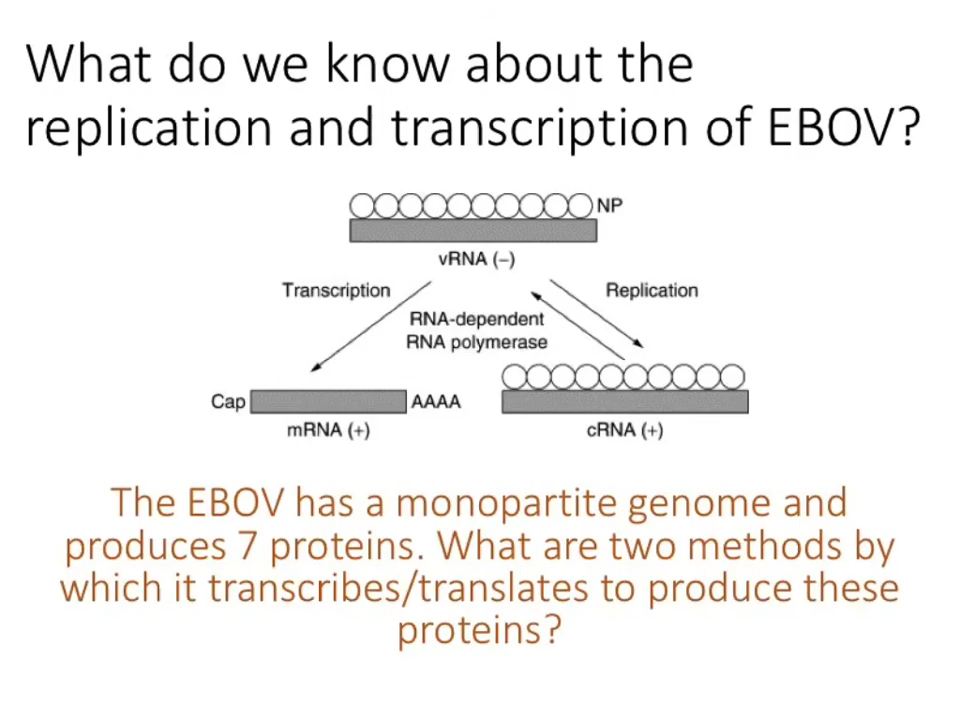 What do we know about the
replication and transcription of EBOV?
NP
vRNA (–)
Transcription
Replication
RNA-dependent
RNA polymerase
Cap
AAAA
mRNA (+)
cRNA (+)
The EBOV has a monopartite genome and
produces 7 proteins. What are two methods by
which it transcribes/translates to produce these
proteins?